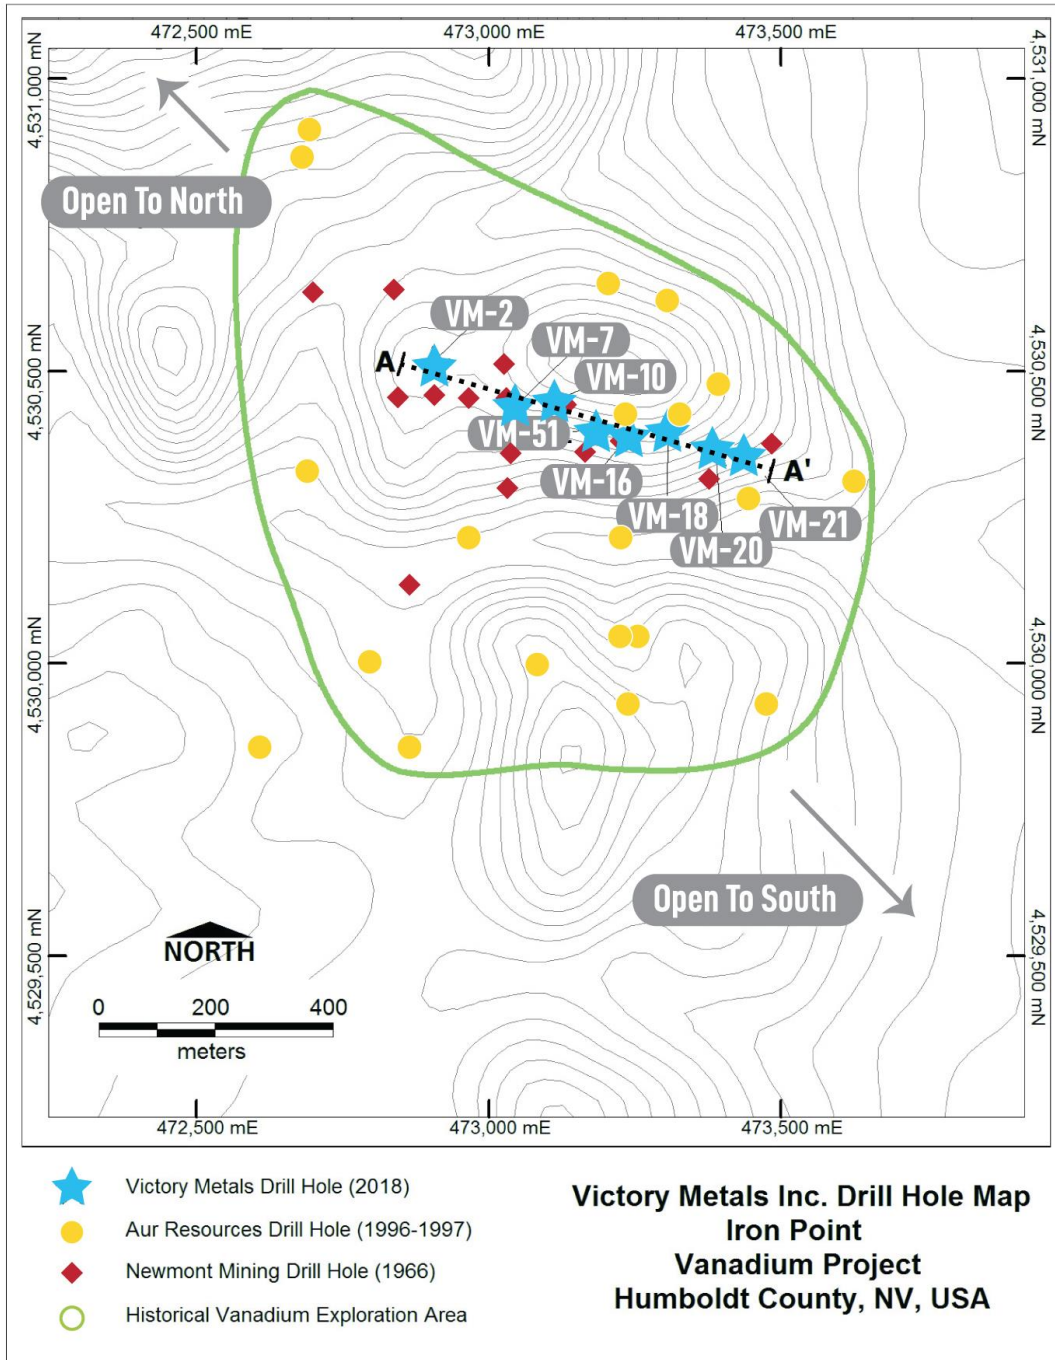 472,500 mE
473,000 mE
473,500 mE
4,531,000 mN
4,531,000 mN
Open To North
VM-2
VM-7
A
VM-10
4,530,500 mN
4,530,500 mN
VM-51
A'
VM-16
VM-18
VM-21
VM-20
4,530,000 mN
4,530,000 mN
Open To South
NORTH
4,529,500 mN
4,529,500 mN
0 200 400
meters
472,500 mE
473,000 mE
473,500 mE
Victory Metals Drill Hole (2018)
Aur Resources Drill Hole (1996-1997)
Newmont Mining Drill Hole (1966)
Historical Vanadium Exploration Area
Victory Metals Inc. Drill Hole Map
Iron Point
Vanadium Project
Humboldt County, NV, USA